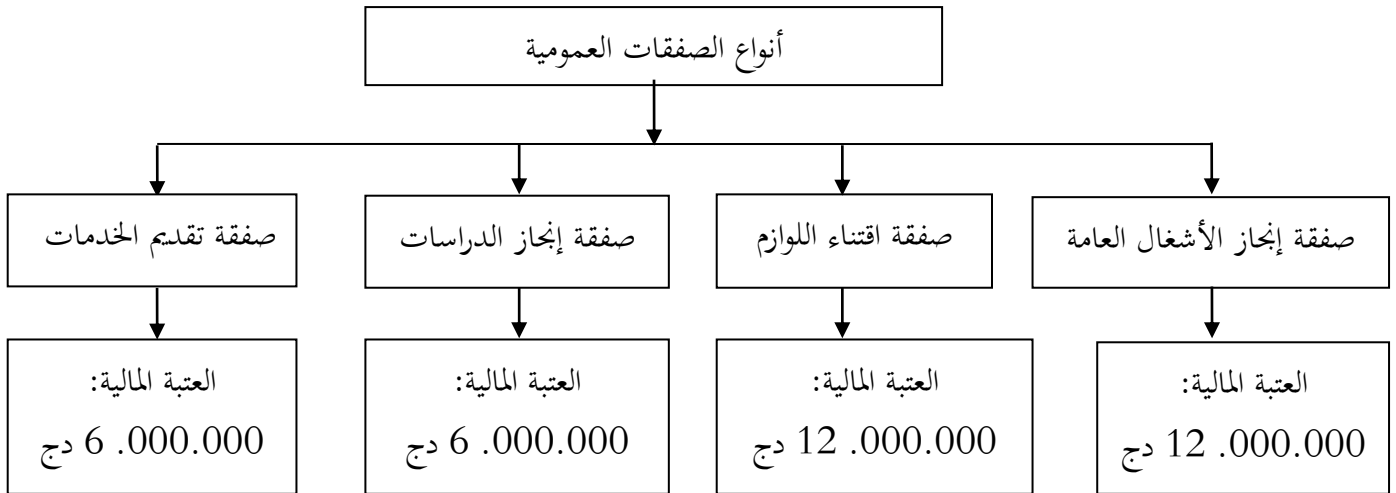 أنواع الصفقات العمومية
صفقة إنجاز الأشغال العامة
صفقة اقتناء اللوازم
صفقة إنجاز الدراسات
صفقة تقديم الخدمات
العتبة المالية:
12 .000.000 دج
العتبة المالية:
12 .000.000 دج
العتبة المالية:
6 .000.000 دج
العتبة المالية:
6 .000.000 دج